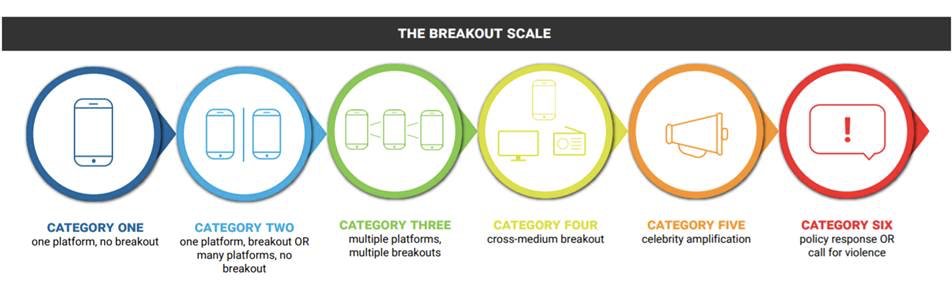 THE BREAKOUT SCALE
CATEGORY ONE
one platform, no breakout
CATEGORY TWO
one platform, breakout OR
many platforms, no
breakout
CATEGORY THREE
multiple platforms,
multiple breakouts
CATEGORY FOUR
cross-medium breakout
CATEGORY FIVE
celebrity amplification
CATEGORY SIX
policy response OR
call for violence